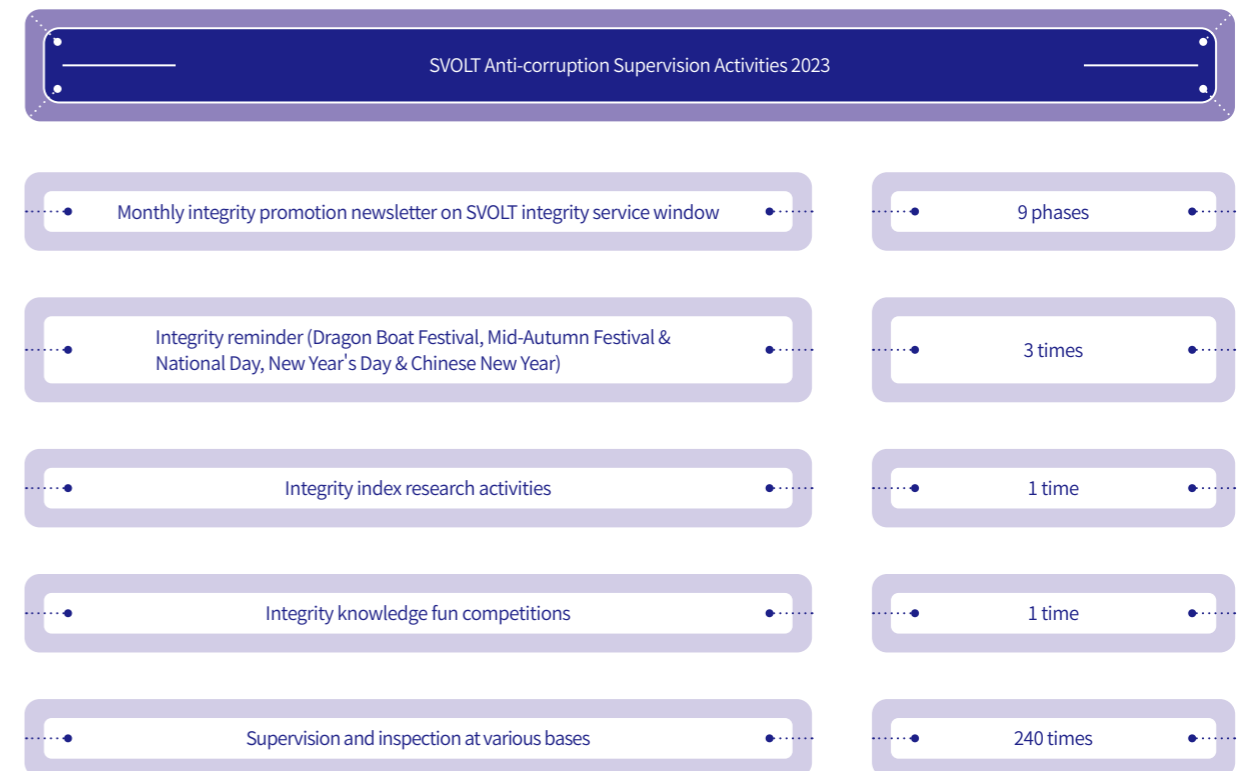 SVOLT Anti-corruption Supervision Activities 2023
Monthly integrity promotion newsletter on SVOLT integrity service window
9 phases
Integrity reminder (Dragon Boat Festival, Mid-Autumn Festival &
National Day, New Year's Day & Chinese New Year)
3 times
Integrity index research activities
1 time
Integrity knowledge fun competitions
1 time
Supervision and inspection at various bases
240 times